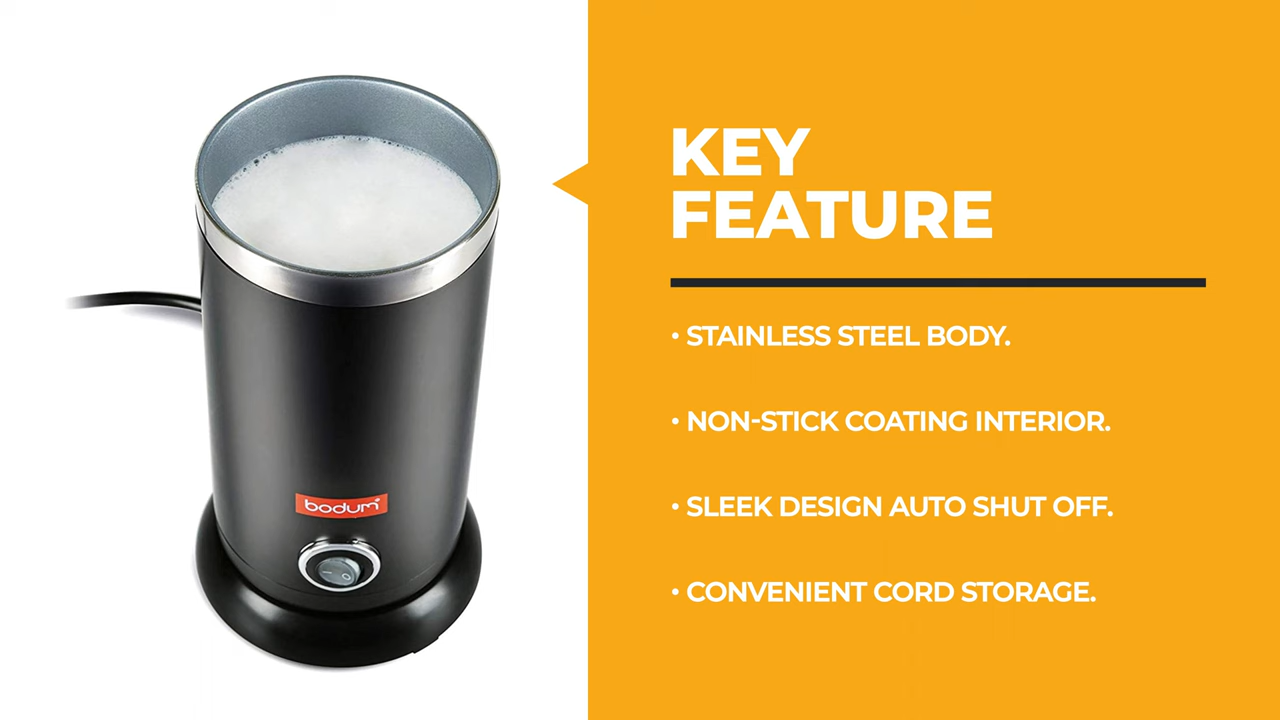 KEY
FEATURE
• STAINLESS STEEL BODY.
• NON-STICK COATING INTERIOR.
• SLEEK DESIGN AUTO SHUT OFF.
• CONVENIENT CORD STORAGE.
bodum